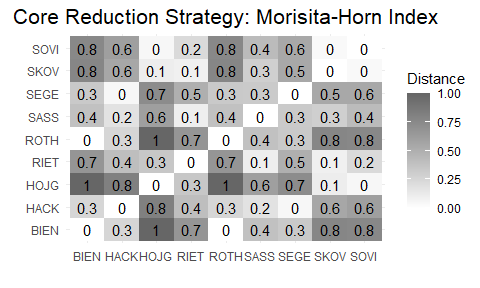 Core Reduction Strategy: Morisita-Horn Index
SOVI 0.8 0.6 0 0.2 0.8 0.4 0.6 0 0
SKOV 0.8 0.6 0.1 0.1 0.8 0.3 0.5 0 0
SEGE 0.3 0 0.7 0.5 0.3 0.3 0 0.5 0.6
SASS 0.4 0.2 0.6 0.1 0.4 0 0.3 0.3 0.4
ROTH 0 0.3 1 0.7 0 0.4 0.3 0.8 0.8
RIET 0.7 0.4 0.3 0 0.7 0.1 0.5 0.1 0.2
HOJG 1 0.8 0 0.3 1 0.6 0.7 0.1 0
HACK 0.3 0 0.8 0.4 0.3 0.2 0 0.6 0.6
BIEN 0 0.3 1 0.7 0 0.4 0.3 0.8 0.8
BIEN HACK HOJG RIET ROTH SASS SEGE SKOV SOVI
Distance
1.00
0.75
0.50
0.25
0.00